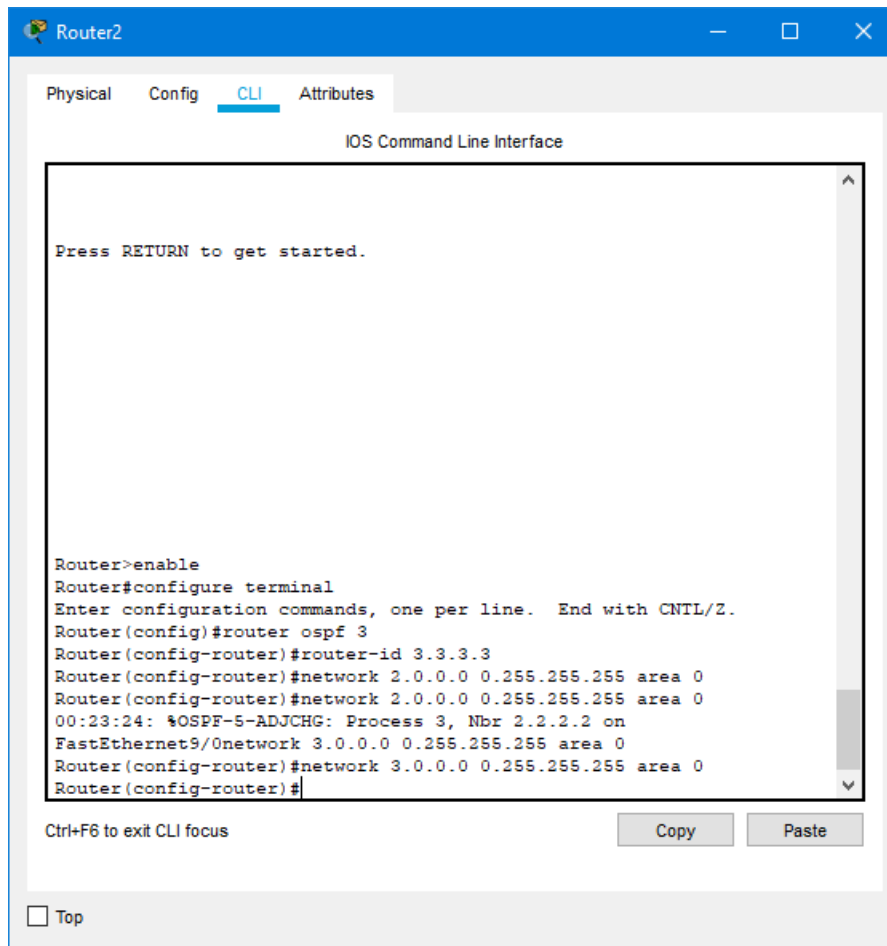 Router2
Physical Config CLI Attributes
IOS Command Line Interface
Press RETURN to get started.
Router>enable
Router#configure terminal
Enter configuration commands, one per line.  End with CNTL/Z.
Router(config)#router ospf 3
Router(config-router)#router-id 3.3.3.3
Router(config-router)#network 2.0.0.0 0.255.255.255 area 0
Router(config-router)#network 2.0.0.0 0.255.255.255 area 0
00:23:24: %OSPF-5-ADJCHG: Process 3, Nbr 2.2.2.2 on
FastEthernet9/0network 3.0.0.0 0.255.255.255 area 0
Router(config-router)#network 3.0.0.0 0.255.255.255 area 0
Router(config-router)#
Ctrl+F6 to exit CLI focus
Copy Paste
Top